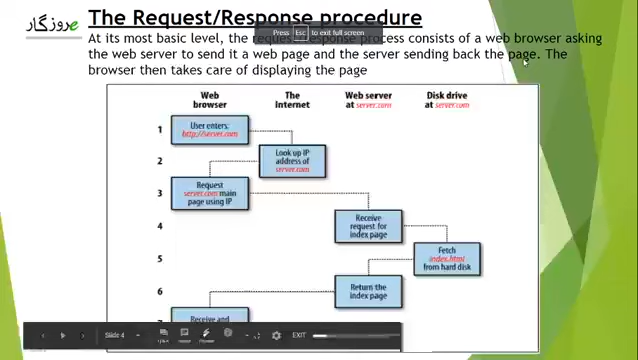 eروزگار
The Request/Response procedure
At its most basic level, the request/response process consists of a web browser asking
Press Esc to exit full screen
the web server to send it a web page and the server sending back the page. The
browser then takes care of displaying the page
Web browser
The internet
Web server at server.com
Disk drive at server.com
1
User enters:
http://server.com
2
Look up IP
address of
server.com
3
Request
server.com main
page using IP
4
Receive
request for
index page
5
Fetch
index.html
from hard disk
6
Return the
index page
Receive and
Slide 4
EXIT